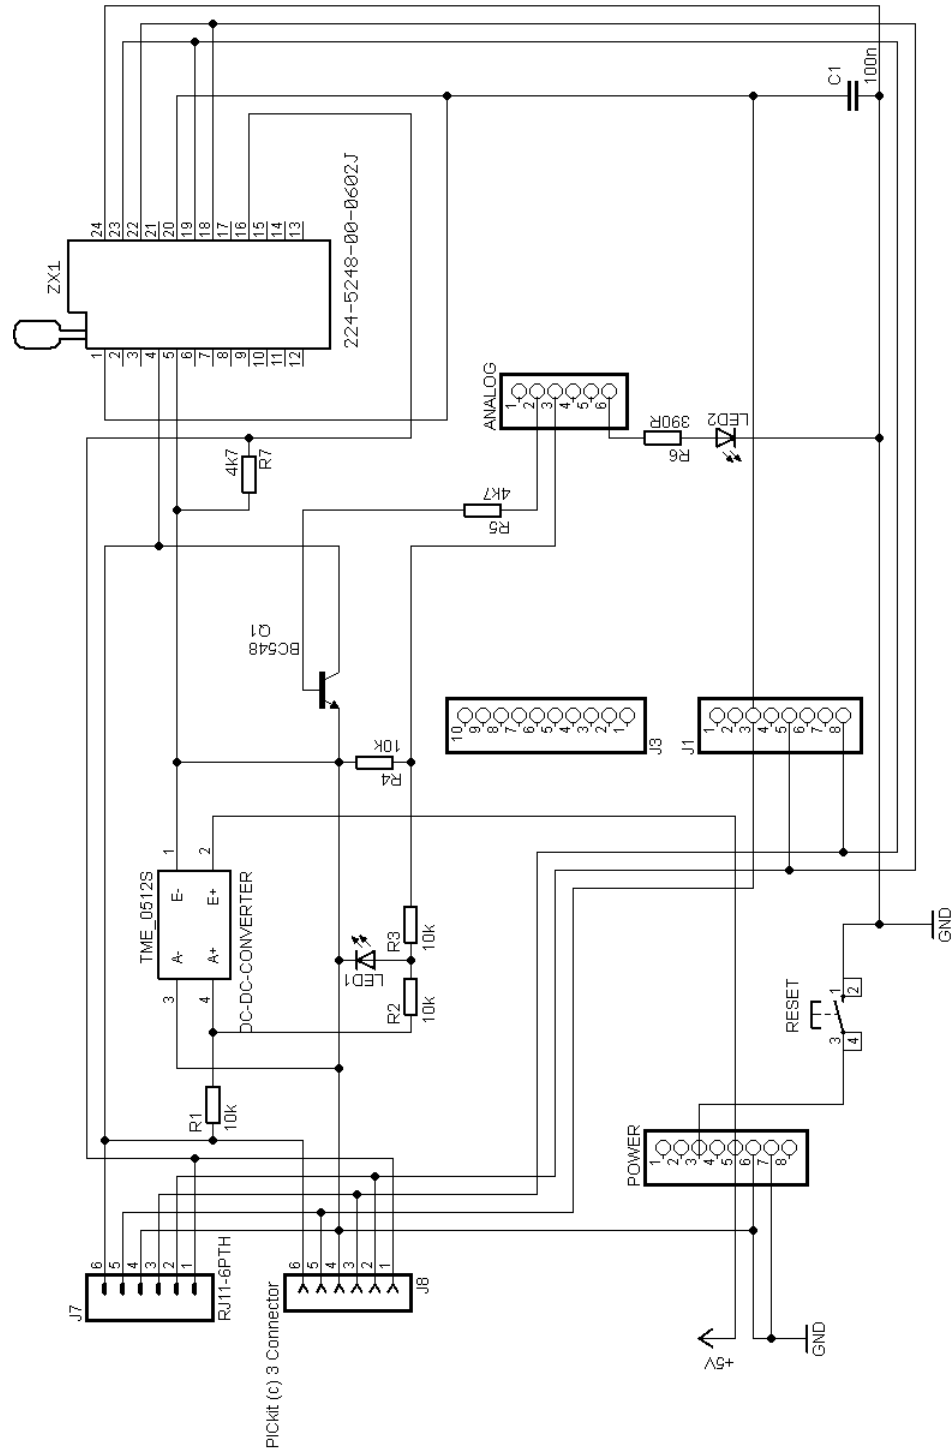 C1
100n
24
23
22
21
20
19
18
17
16
15
14
13
ZX1
224-5248-00-0602J
1
2
3
4
5
6
7
8
9
10
11
12
ANALOG
1
2
3
4
5
6
4k7
R7
390R
R6
LED2
4k7
R5
Q1
BC548
10k
R4
10
9
8
7
6
5
4
3
2
1
J3
J1
1
2
3
4
5
6
7
8
TME_0512S
DC-DC-CONVERTER
1
2
3
4
E-
E+
A-
A+
R3
10k
LED1
R2
10k
R1
10k
GND
RESET
1
2
3
4
POWER
1
2
3
4
5
6
7
8
J7
RJ11-6PTH
6
5
4
3
2
1
PICkit (c) 3 Connector
J8
6
5
4
3
2
1
+5V
GND